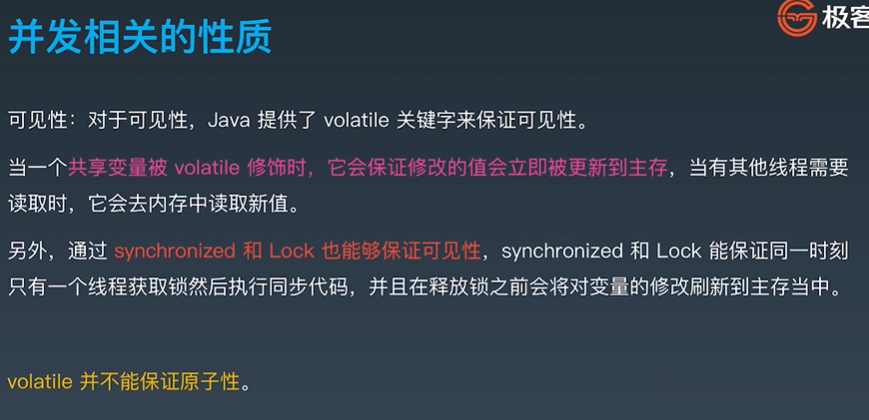 极客
并发相关的性质
可见性：对于可见性，Java 提供了 volatile 关键字来保证可见性。
当一个共享变量被 volatile 修饰时，它会保证修改的值会立即被更新到主存，当有其他线程需要
读取时，它会去内存中读取新值。
另外，通过 synchronized 和 Lock 也能够保证可见性，synchronized 和 Lock 能保证同一时刻
只有一个线程获取锁然后执行同步代码，并且在释放锁之前会将对变量的修改刷新到主存当中。
volatile 并不能保证原子性。